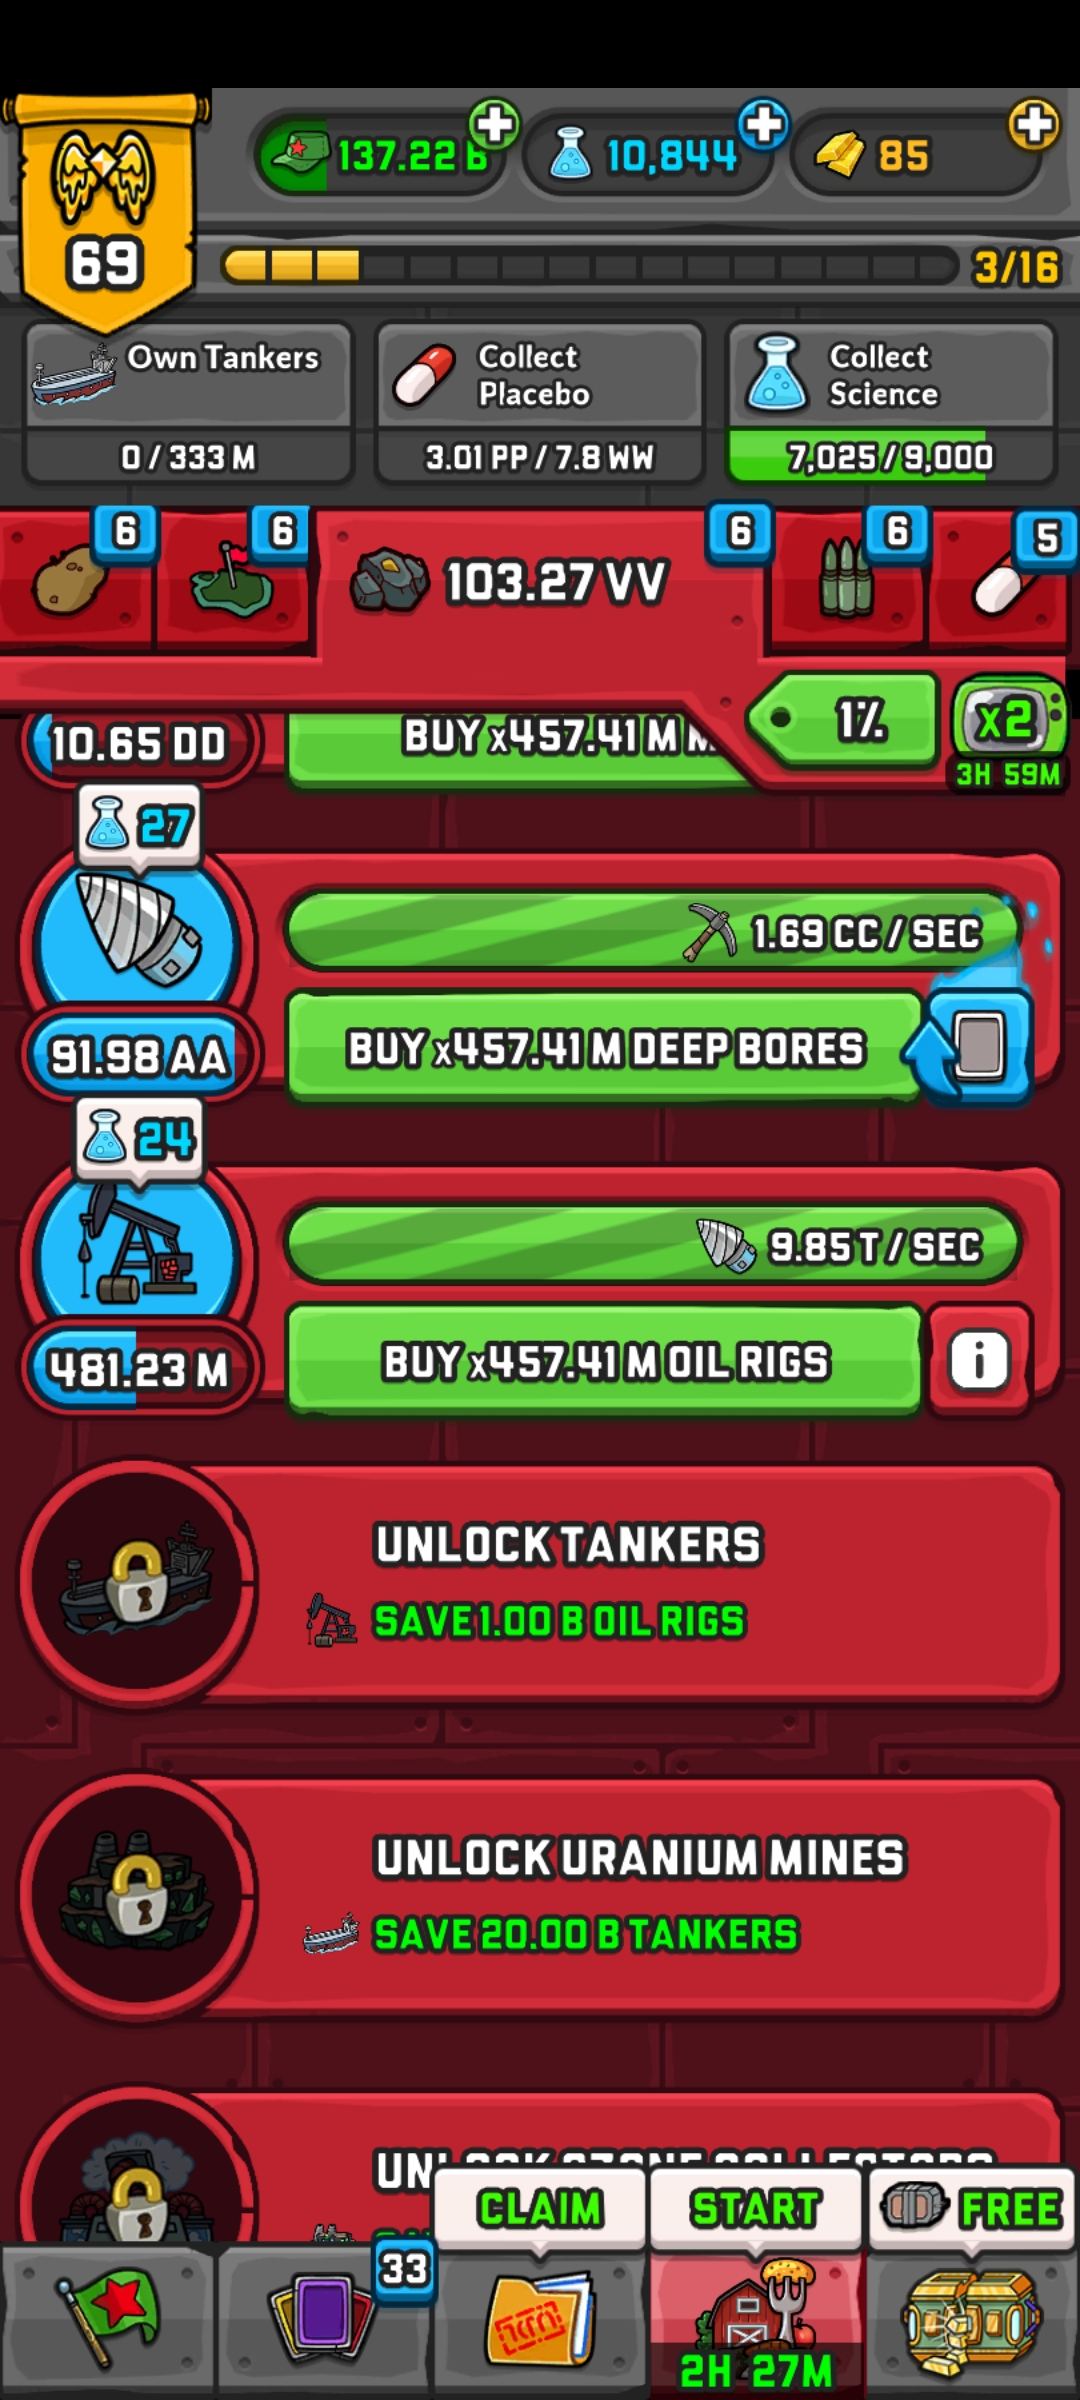 137.22 B
10,844
85
69
3/16
Own Tankers
0 / 333 M
Collect
Placebo
3.01 PP / 7.8 WW
Collect
Science
7,025 / 9,000
6
6
103.27 VV
6
6
5
1%
x2
3H 59M
10.65 DD
BUY x457.41 M
27
1.69 CC / SEC
91.98 AA
BUY x457.41 M DEEP BORES
24
9.85 T / SEC
481.23 M
BUY x457.41 M OIL RIGS
i
UNLOCK TANKERS
SAVE 1.00 B OIL RIGS
UNLOCK URANIUM MINES
SAVE 20.00 B TANKERS
CLAIM
START
FREE
33
2H 27M